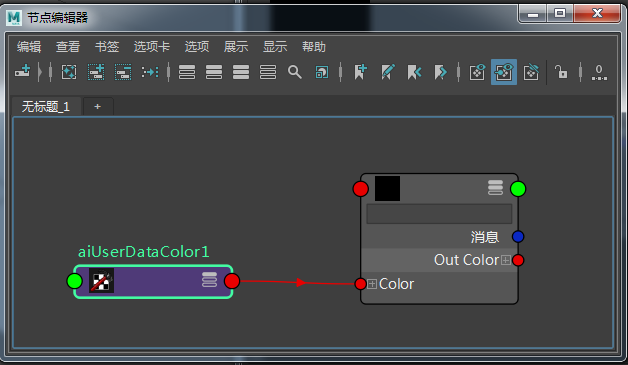 节点编辑器
编辑 查看 书签 选项卡 选项 展示 显示 帮助
0
无标题_1 +
aiUserDataColor1
消息
Out Color
Color